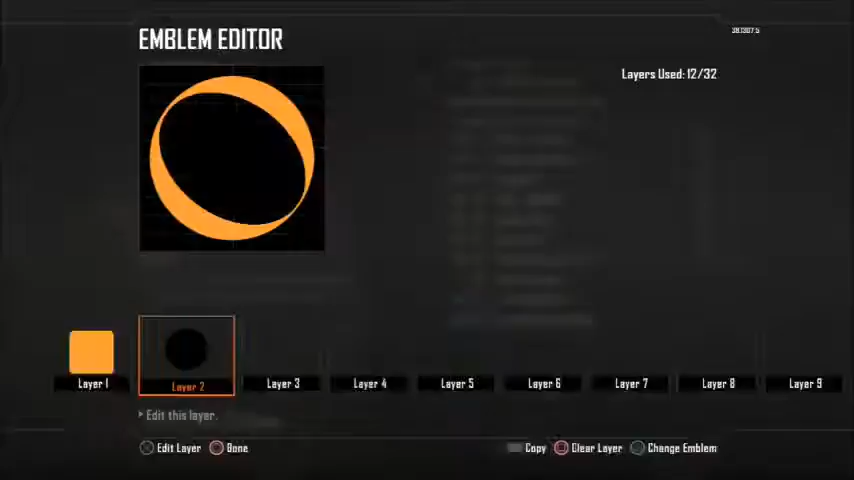 EMBLEM EDITOR
Layers Used: 12/32
Layer 1
Layer 2
Layer 3
Layer 4
Layer 5
Layer 6
Layer 7
Layer 8
Layer 9
Edit this layer.
Edit Layer
Done
Copy
Clear Layer
Change Emblem